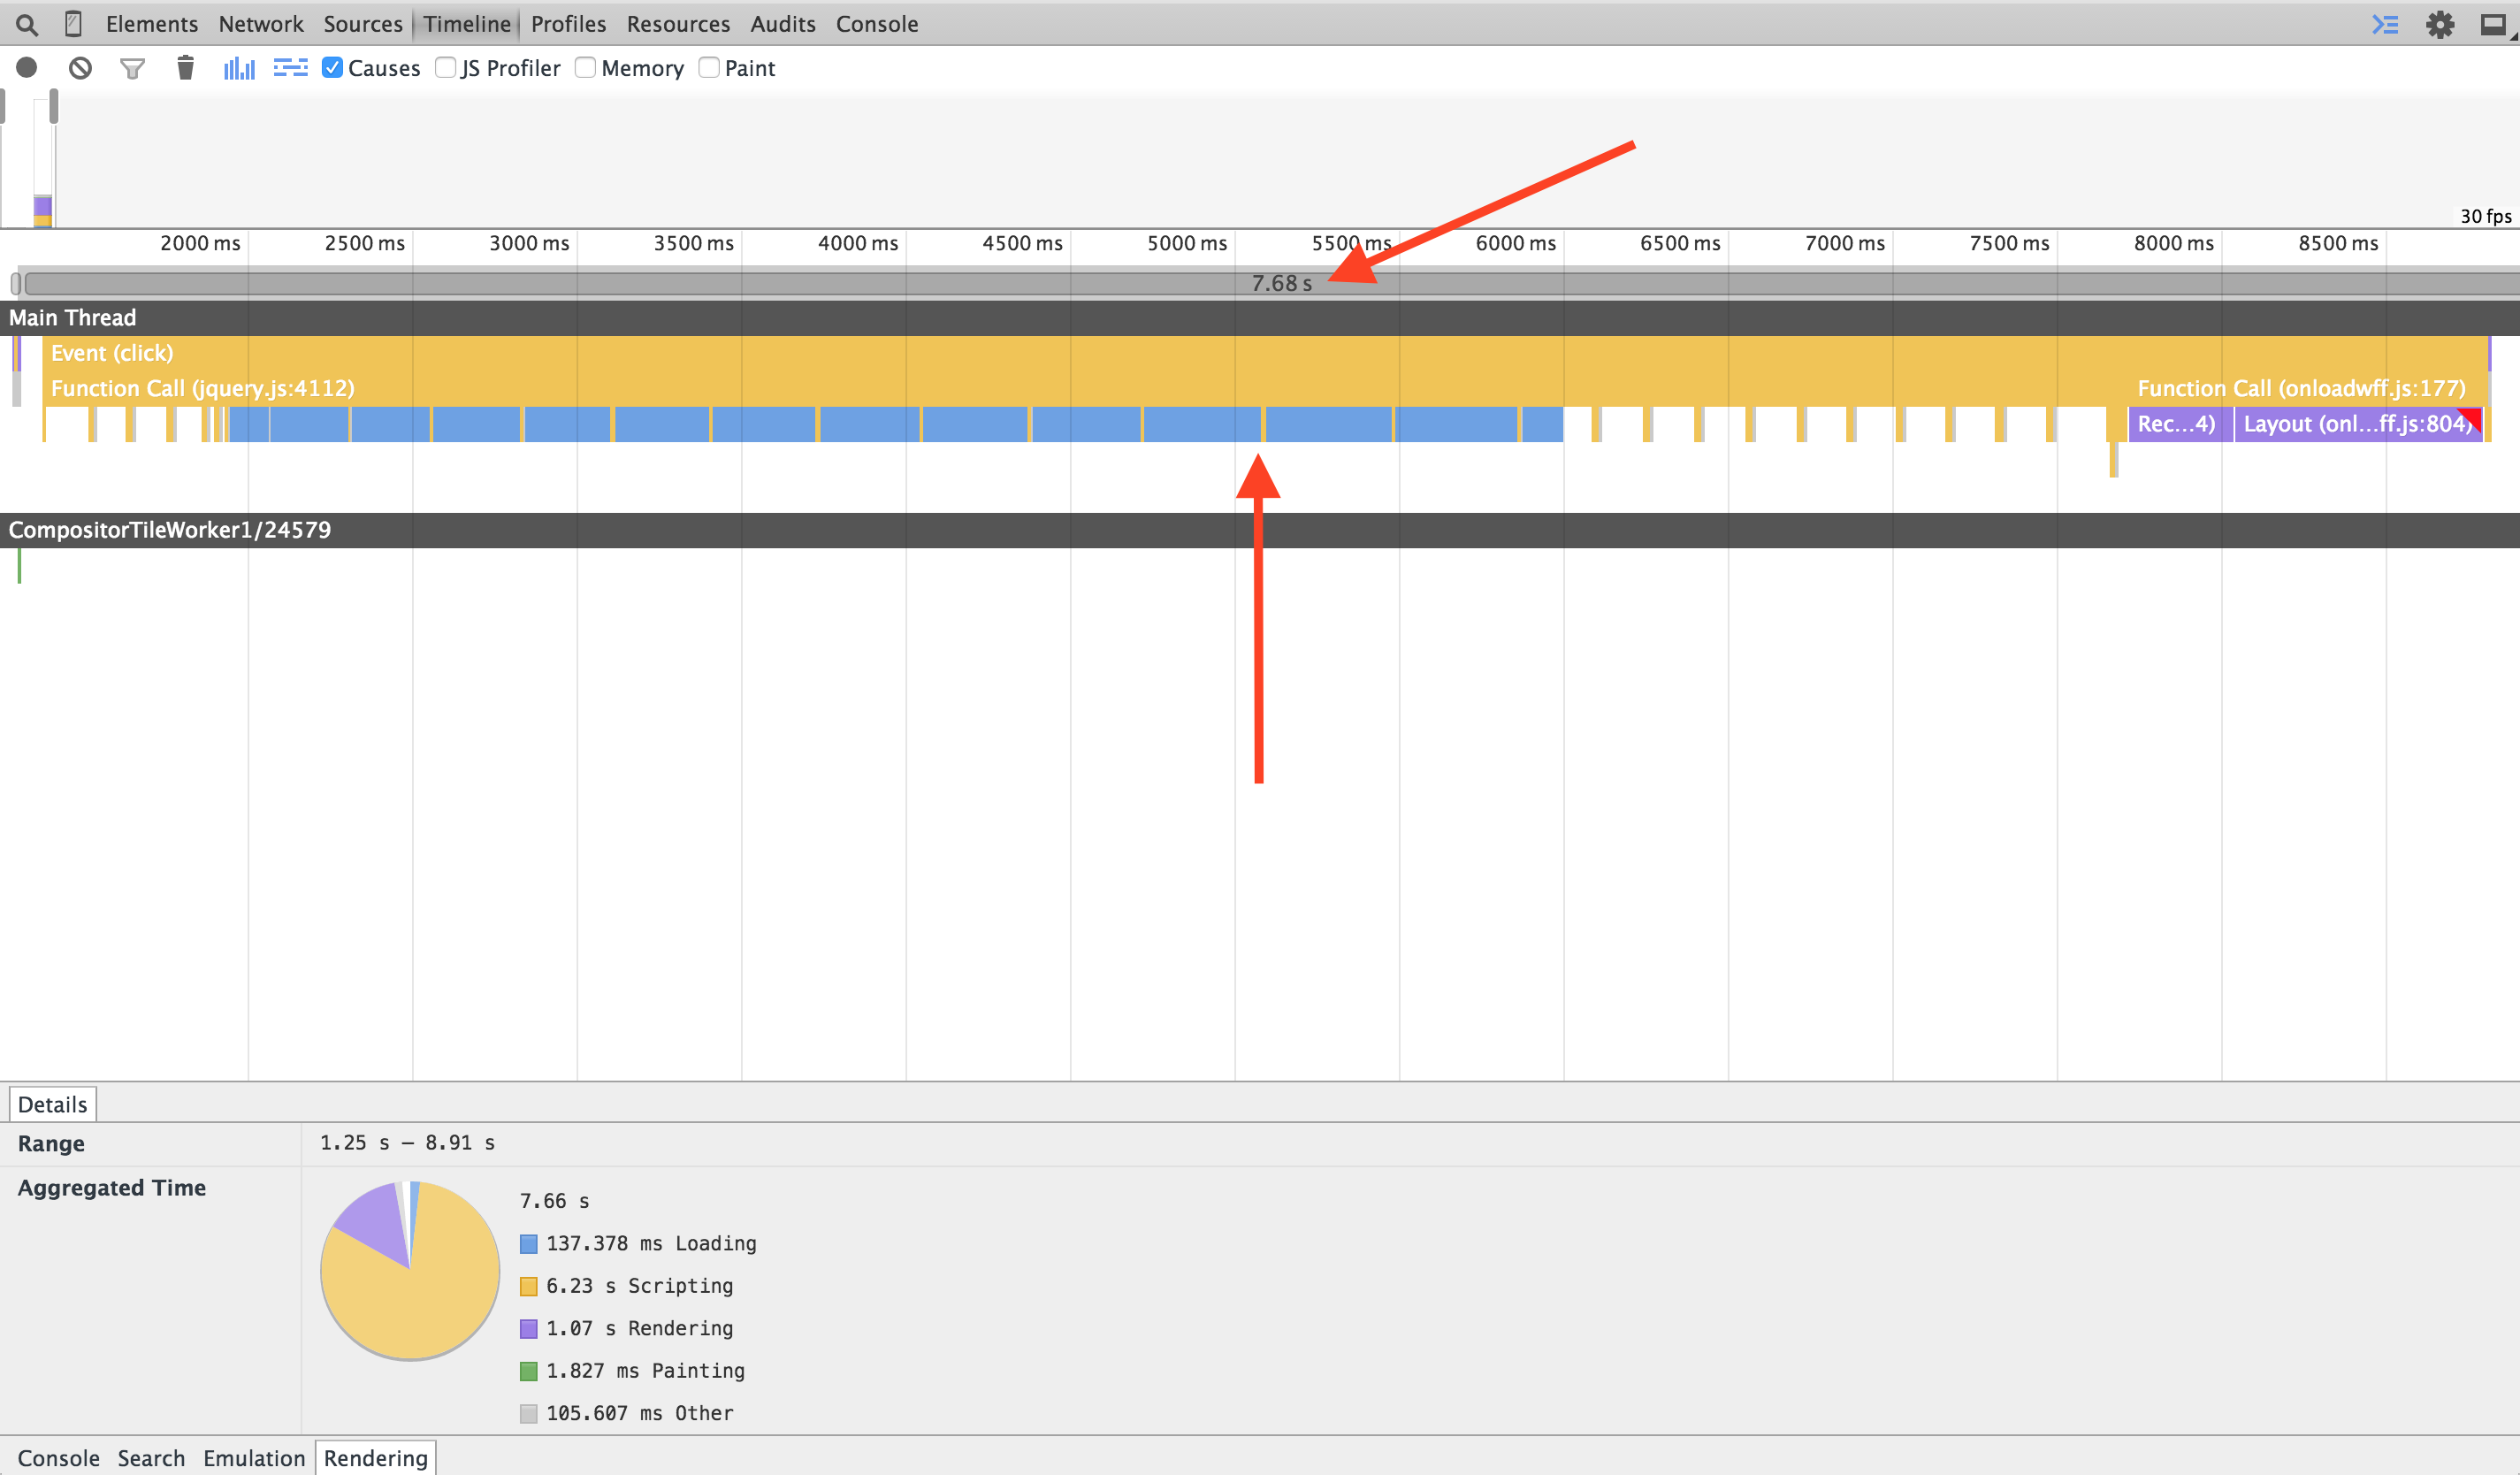 Elements Network Sources Timeline Profiles Resources Audits Console
Causes JS Profiler Memory Paint
30 fps
2000 ms 2500 ms 3000 ms 3500 ms 4000 ms 4500 ms 5000 ms 5500 ms 6000 ms 6500 ms 7000 ms 7500 ms 8000 ms 8500 ms
7.68 s
Main Thread
Event (click)
Function Call (jquery.js:4112) Function Call (onloadwff.js:177)
Rec...4) Layout (onl...ff.js:804)
CompositorTileWorker1/24579
Details
Range 1.25 s – 8.91 s
Aggregated Time
7.66 s
137.378 ms Loading
6.23 s Scripting
1.07 s Rendering
1.827 ms Painting
105.607 ms Other
Console Search Emulation Rendering